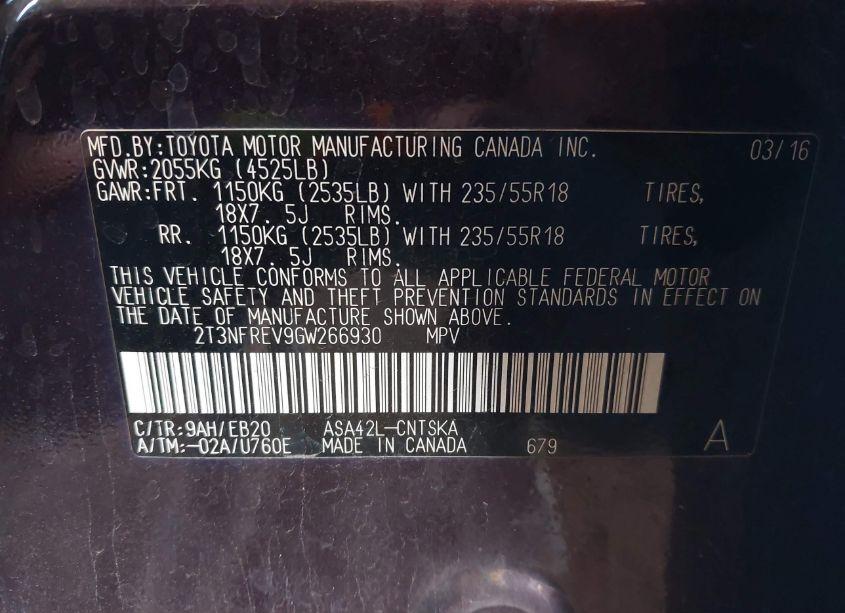 MFD.BY:TOYOTA MOTOR MANUFACTURING CANADA INC. 03/16
GVWR:2055KG (4525LB)
GAWR:FRT. 1150KG (2535LB) WITH 235/55R18 TIRES,
18X7. 5J RIMS.
RR. 1150KG (2535LB) WITH 235/55R18 TIRES,
18X7. 5J RIMS.
THIS VEHICLE CONFORMS TO ALL APPLICABLE FEDERAL MOTOR
VEHICLE SAFETY AND THEFT PREVENTION STANDARDS IN EFFECT ON
THE DATE OF MANUFACTURE SHOWN ABOVE.
2T3NFREV9GW266930 MPV
C/TR:9AH/EB20 ASA42L-CNTSKA
A/TM:-02A/U760E MADE IN CANADA 679 A